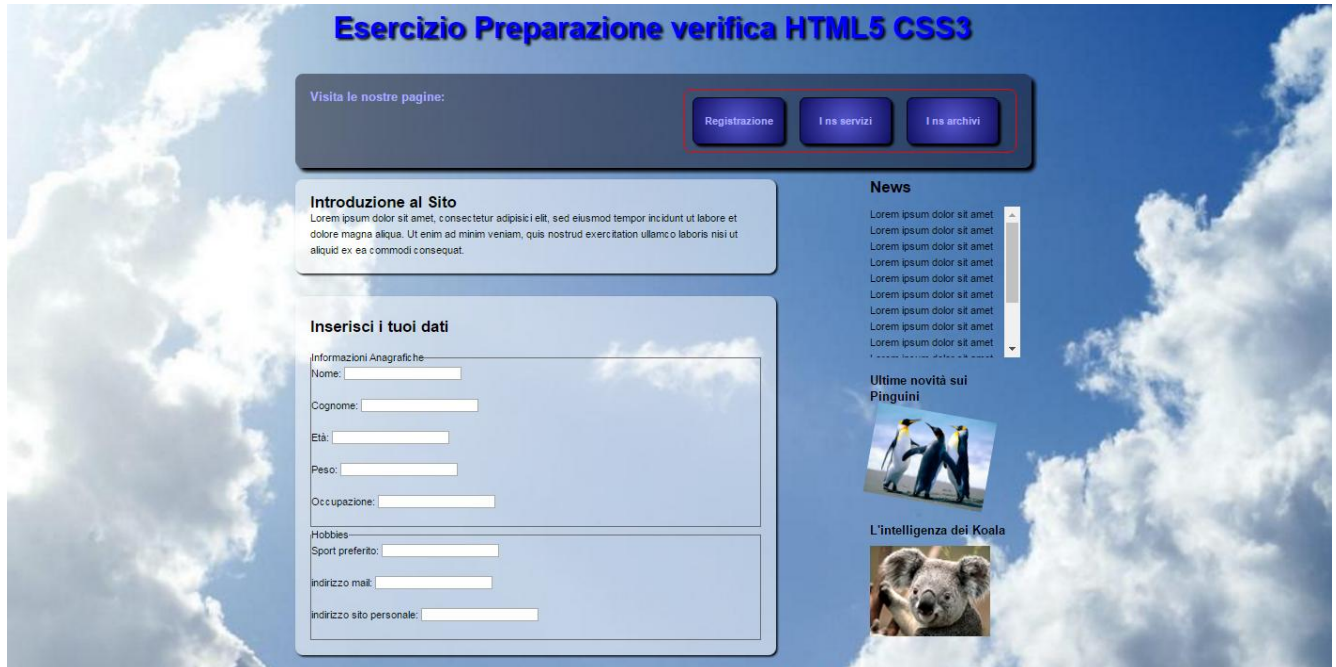 Esercizio Preparazione verifica HTML5 CSS3
Visita le nostre pagine:
Registrazione
I ns servizi
I ns archivi
Introduzione al Sito
Lorem ipsum dolor sit amet, consectetur adipisici elit, sed eiusmod tempor incidunt ut labore et
dolore magna aliqua. Ut enim ad minim veniam, quis nostrud exercitation ullamco laboris nisi ut
aliquid ex ea commodi consequat.
Inserisci i tuoi dati
Informazioni Anagrafiche
Nome:
Cognome:
Età:
Peso:
Occupazione:
Hobbies
Sport preferito:
indirizzo mail:
indirizzo sito personale:
News
Lorem ipsum dolor sit amet
Lorem ipsum dolor sit amet
Lorem ipsum dolor sit amet
Lorem ipsum dolor sit amet
Lorem ipsum dolor sit amet
Lorem ipsum dolor sit amet
Lorem ipsum dolor sit amet
Lorem ipsum dolor sit amet
Lorem ipsum dolor sit amet
Ultime novità sui
Pinguini
L'intelligenza dei Koala